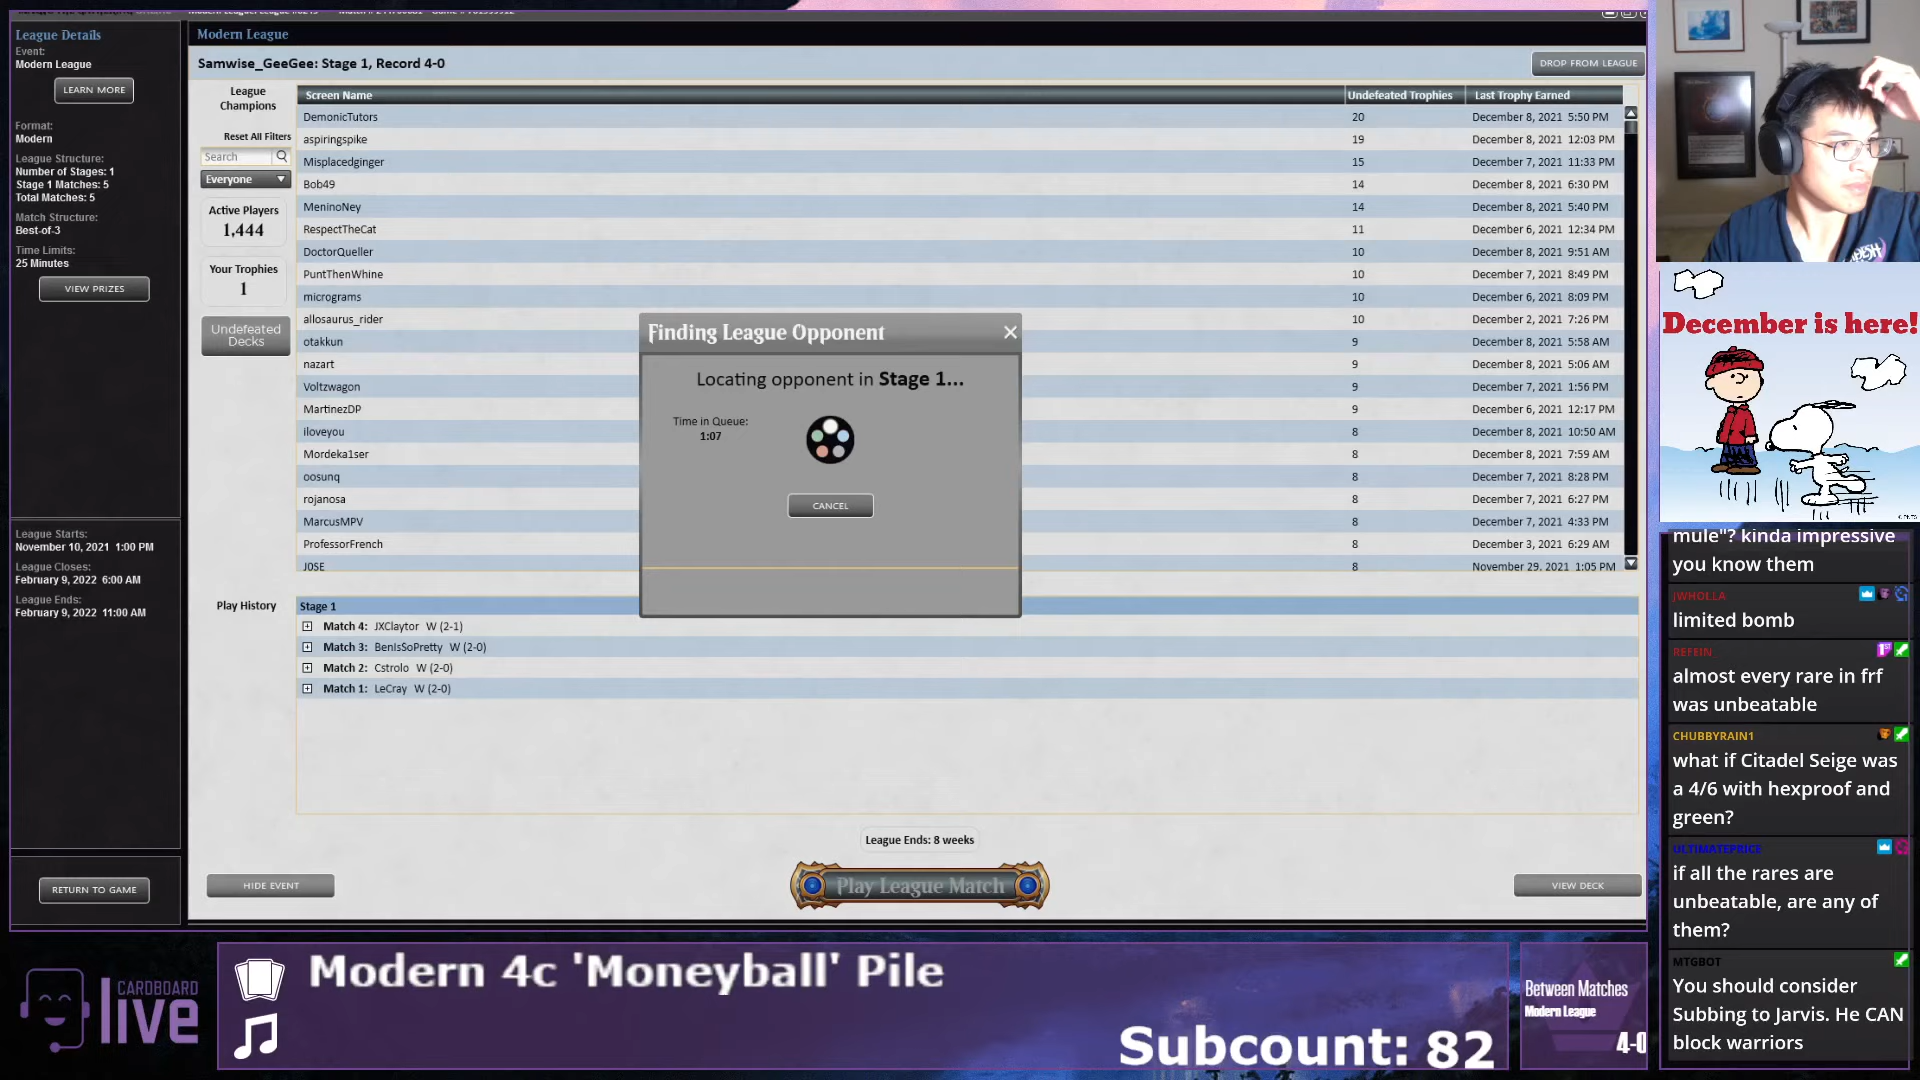 League Details
Event:
Modern League
LEARN MORE
Format:
Modern
League Structure:
Number of Stages: 1
Stage 1 Matches: 5
Total Matches: 5
Match Structure:
Best-of-3
Time Limits:
25 Minutes
VIEW PRIZES
League Starts:
November 10, 2021 1:00 PM
League Closes:
February 9, 2022 6:00 AM
League Ends:
February 9, 2022 11:00 AM
RETURN TO GAME
Modern League
Samwise_GeeGee: Stage 1, Record 4-0
DROP FROM LEAGUE
League
Champions
Reset All Filters
Search
Everyone
Active Players
1,444
Your Trophies
1
Undefeated
Decks
Screen Name Undefeated Trophies Last Trophy Earned
DemonicTutors 20 December 8, 2021 5:50 PM
aspiringspike 19 December 8, 2021 12:03 PM
Misplacedginger 15 December 7, 2021 11:33 PM
Bob49 14 December 8, 2021 6:30 PM
MeninoNey 14 December 8, 2021 5:40 PM
RespectTheCat 11 December 6, 2021 12:34 PM
DoctorQueller 10 December 8, 2021 9:51 AM
PuntThenWhine 10 December 7, 2021 8:49 PM
micrograms 10 December 6, 2021 8:09 PM
allosaurus_rider 10 December 2, 2021 7:26 PM
otakkun 9 December 8, 2021 5:58 AM
nazart 9 December 8, 2021 5:06 AM
Voltzwagon 9 December 7, 2021 1:56 PM
MartinezDP 9 December 6, 2021 12:17 PM
iloveyou 8 December 8, 2021 10:50 AM
Mordeka1ser 8 December 8, 2021 7:59 AM
oosunq 8 December 7, 2021 8:28 PM
rojanosa 8 December 7, 2021 6:27 PM
MarcusMPV 8 December 7, 2021 4:33 PM
ProfessorFrench 8 December 3, 2021 6:29 AM
J0SE 8 November 29, 2021 1:05 PM
Finding League Opponent
Locating opponent in Stage 1...
Time in Queue:
1:07
CANCEL
Play History
Stage 1
Match 4: JXClaytor W (2-1)
Match 3: BenIsSoPretty W (2-0)
Match 2: Cstrolo W (2-0)
Match 1: LeCray W (2-0)
League Ends: 8 weeks
HIDE EVENT
Play League Match
VIEW DECK
December is here!
mule"? kinda impressive
you know them
JWHOLLA
limited bomb
REFEIN
almost every rare in frf
was unbeatable
CHUBBYRAIN1
what if Citadel Seige was
a 4/6 with hexproof and
green?
ULTIMATEPRICE
if all the rares are
unbeatable, are any of
them?
MTGBOT
You should consider
Subbing to Jarvis. He CAN
block warriors
CARDBOARD
live
Modern 4c 'Moneyball' Pile
Subcount: 82
Between Matches
Modern League
4-0